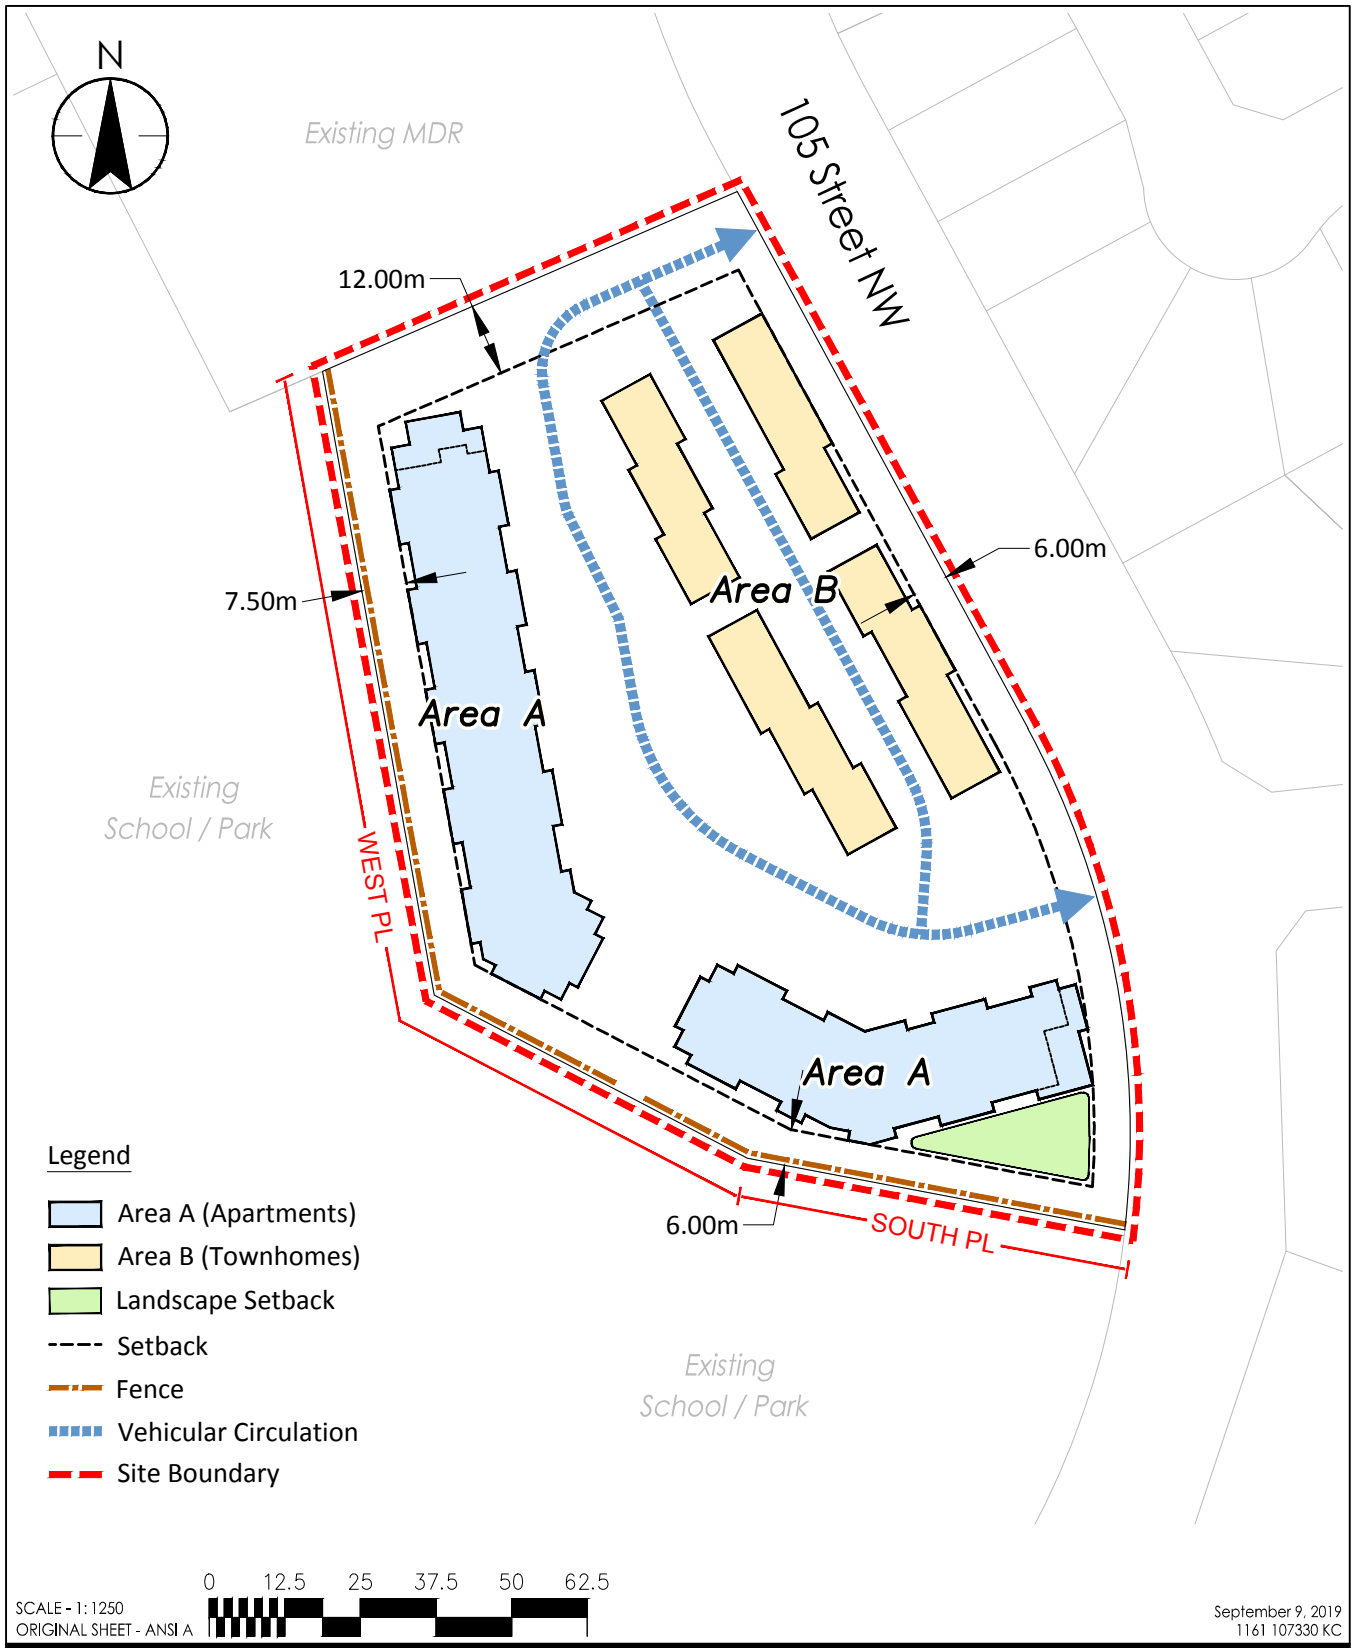 N
Existing MDR
105 Street NW
12.00m
6.00m
7.50m
Area B
Area A
Existing
School / Park
WEST PL
Area A
6.00m
SOUTH PL
Existing
School / Park
Legend
Area A (Apartments)
Area B (Townhomes)
Landscape Setback
Setback
Fence
Vehicular Circulation
Site Boundary
0 12.5 25 37.5 50 62.5
SCALE - 1: 1250
ORIGINAL SHEET - ANSI A
September 9, 2019
1161 107330 KC